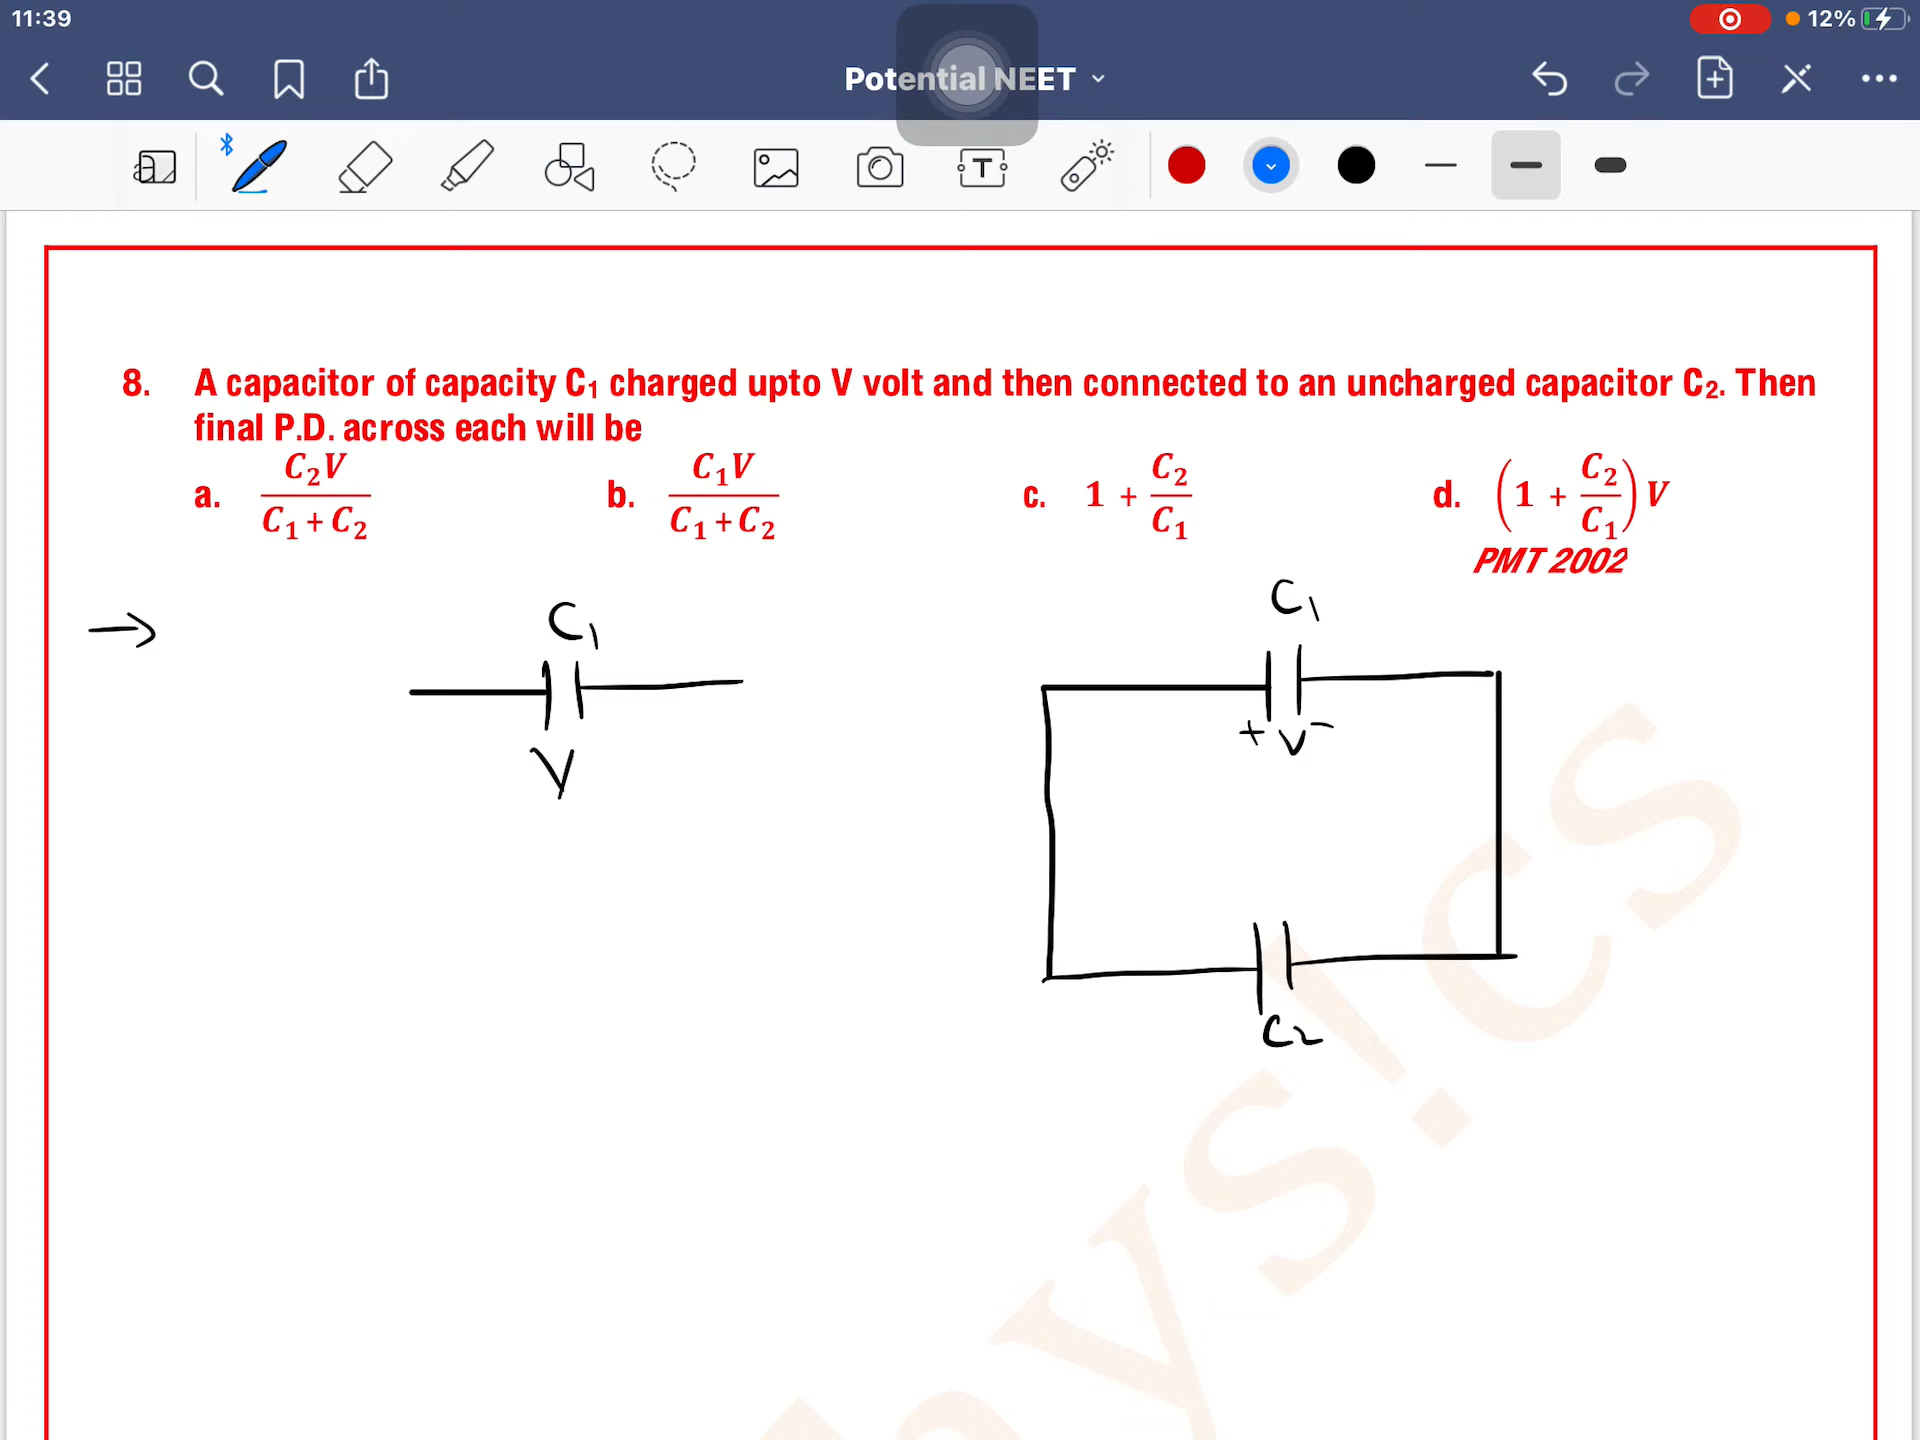 11:39
12%
Potential NEET
a
T
8. A capacitor of capacity C₁ charged upto V volt and then connected to an uncharged capacitor C₂. Then
final P.D. across each will be
a. C₂V / C₁ + C₂ b. C₁V / C₁ + C₂ c. 1 + C₂ / C₁ d. (1 + C₂ / C₁) V
PMT 2002
→ C₁ C₁
V + V −
C₂
ys!cs